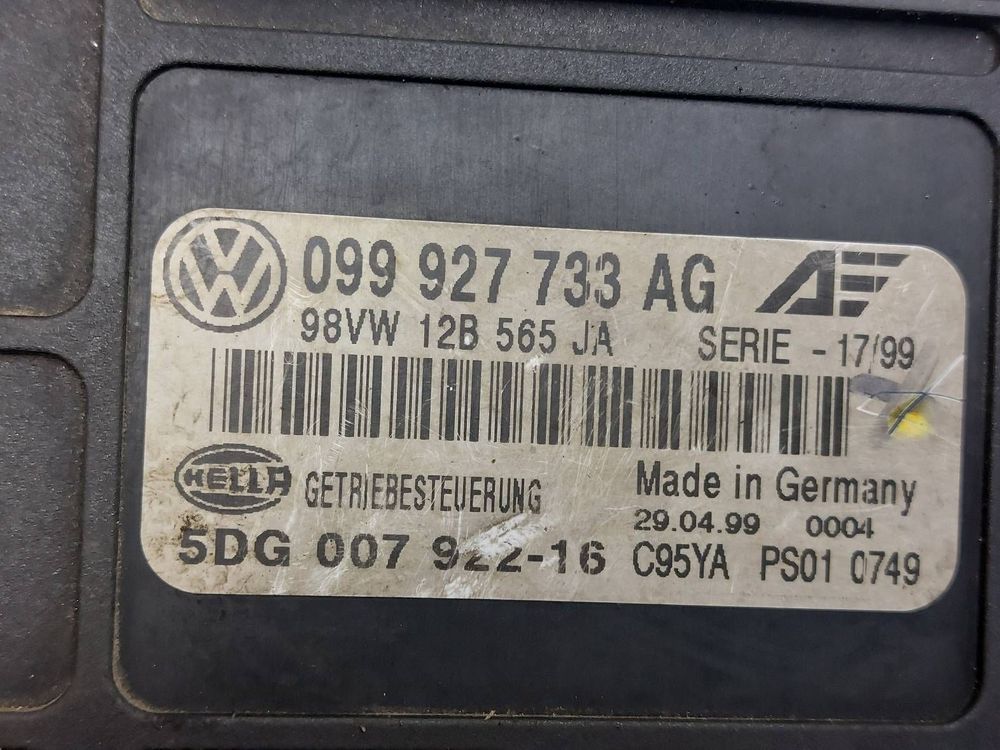 VW 099 927 733 AG
98VW 12B 565 JA SERIE - 17/99
HELLA GETRIEBESTEUERUNG Made in Germany
29.04.99 0004
5DG 007 922-16 C95YA PS01 0749